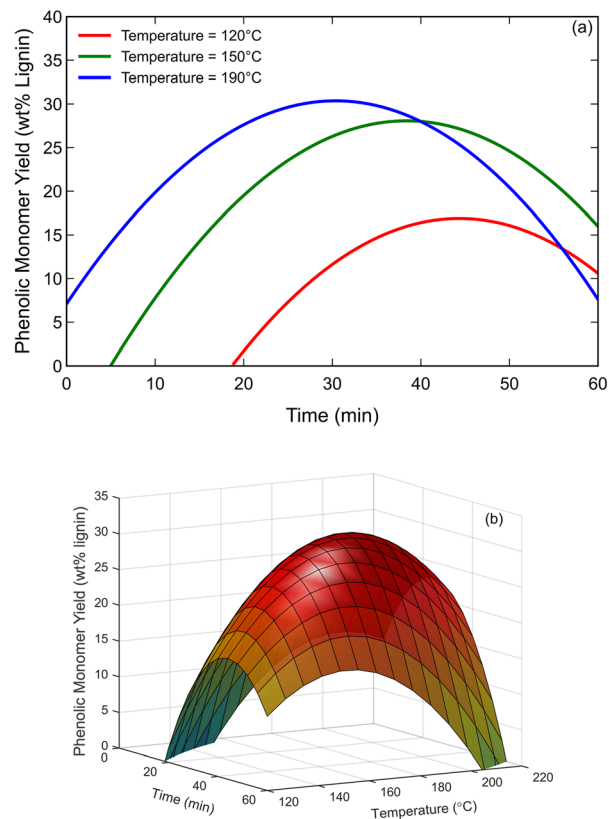 (a)
Temperature = 120°C
Temperature = 150°C
Temperature = 190°C
Phenolic Monomer Yield (wt% Lignin)
40
35
30
25
20
15
10
5
0
0 10 20 30 40 50 60
Time (min)
(b)
Phenolic Monomer Yield (wt% lignin)
35
30
25
20
15
10
5
0
0 20 40 60
Time (min)
120 140 160 180 200 220
Temperature (°C)